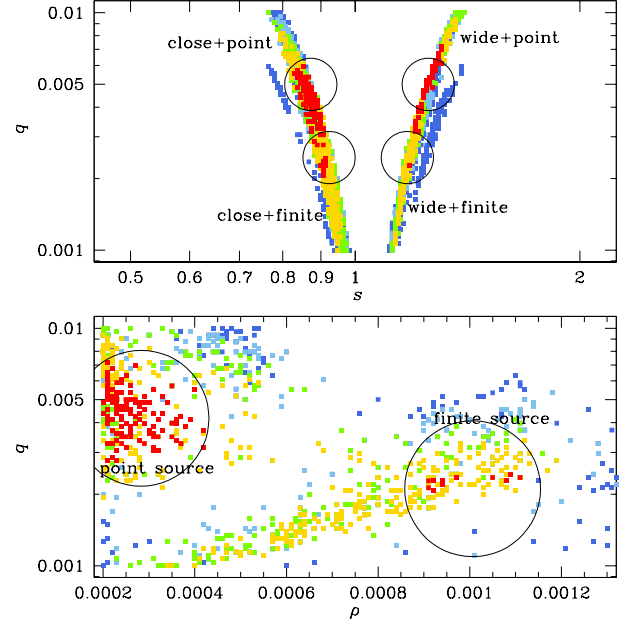 0.01
close+point
wide+point
0.005
q
close+finite
wide+finite
0.001
0.5
0.6
0.7
0.8
0.9
1
2
s
0.01
0.005
finite source
q
point source
0.001
0.0002
0.0004
0.0006
0.0008
0.001
0.0012
ρ